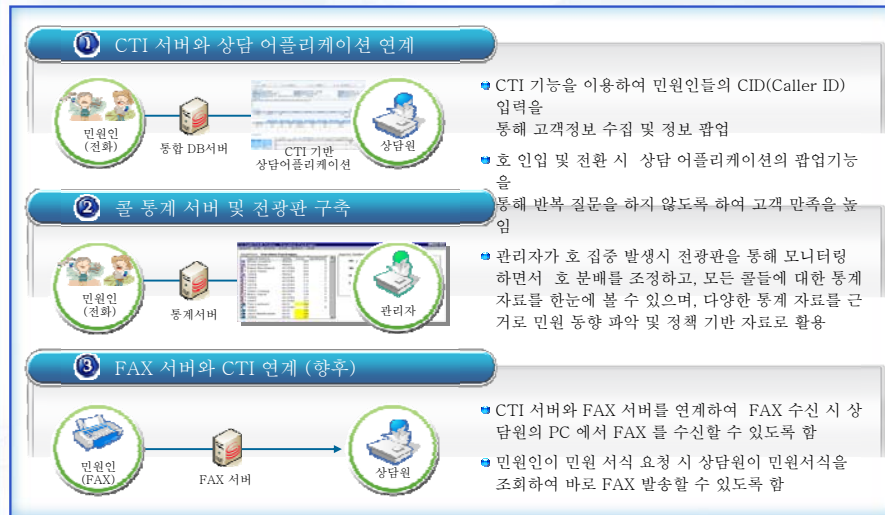 1 CTI 서버와 상담 어플리케이션 연계
민원인
(전화)
통합 DB서버
CTI 기반
상담어플리케이션
상담원
CTI 기능을 이용하여 민원인들의 CID(Caller ID)
입력을
통해 고객정보 수집 및 정보 팝업
호 인입 및 전환 시 상담 어플리케이션의 팝업기능
을
통해 반복 질문을 하지 않도록 하여 고객 만족을 높
임
2 콜 통계 서버 및 전광판 구축
민원인
(전화)
통계서버
관리자
관리자가 호 집중 발생시 전광판을 통해 모니터링
하면서 호 분배를 조정하고, 모든 콜들에 대한 통계
자료를 한눈에 볼 수 있으며, 다양한 통계 자료를 근
거로 민원 동향 파악 및 정책 기반 자료로 활용
3 FAX 서버와 CTI 연계 (향후)
민원인
(FAX)
FAX 서버
상담원
CTI 서버와 FAX 서버를 연계하여 FAX 수신 시 상
담원의 PC 에서 FAX 를 수신할 수 있도록 함
민원인이 민원 서식 요청 시 상담원이 민원서식을
조회하여 바로 FAX 발송할 수 있도록 함